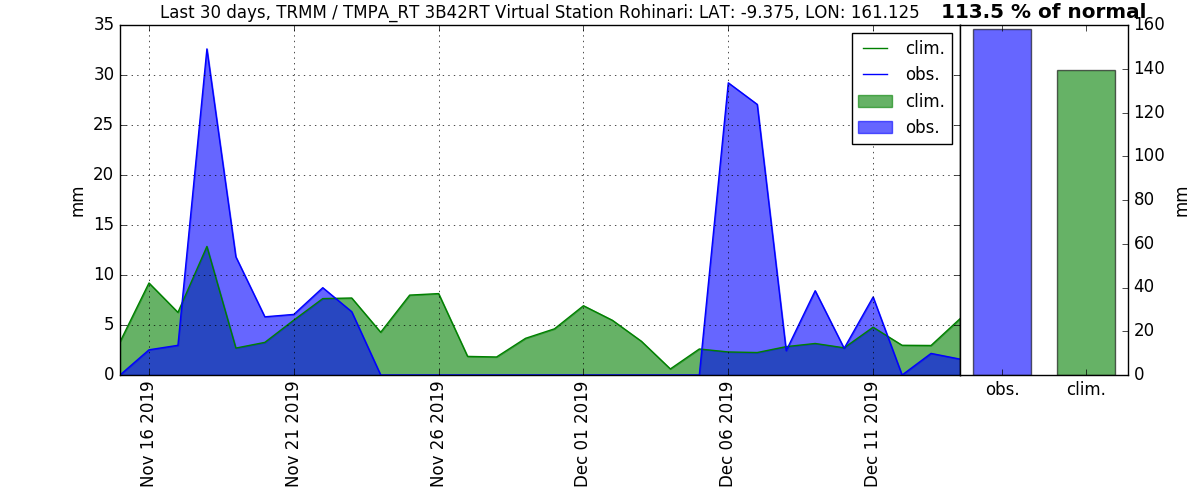 Last 30 days, TRMM / TMPA_RT 3B42RT Virtual Station Rohinari: LAT: -9.375, LON: 161.125
113.5 % of normal
35
30
25
20
15
10
5
0
mm
clim.
obs.
clim.
obs.
160
140
120
100
80
60
40
20
0
mm
Nov 16 2019
Nov 21 2019
Nov 26 2019
Dec 01 2019
Dec 06 2019
Dec 11 2019
obs.
clim.